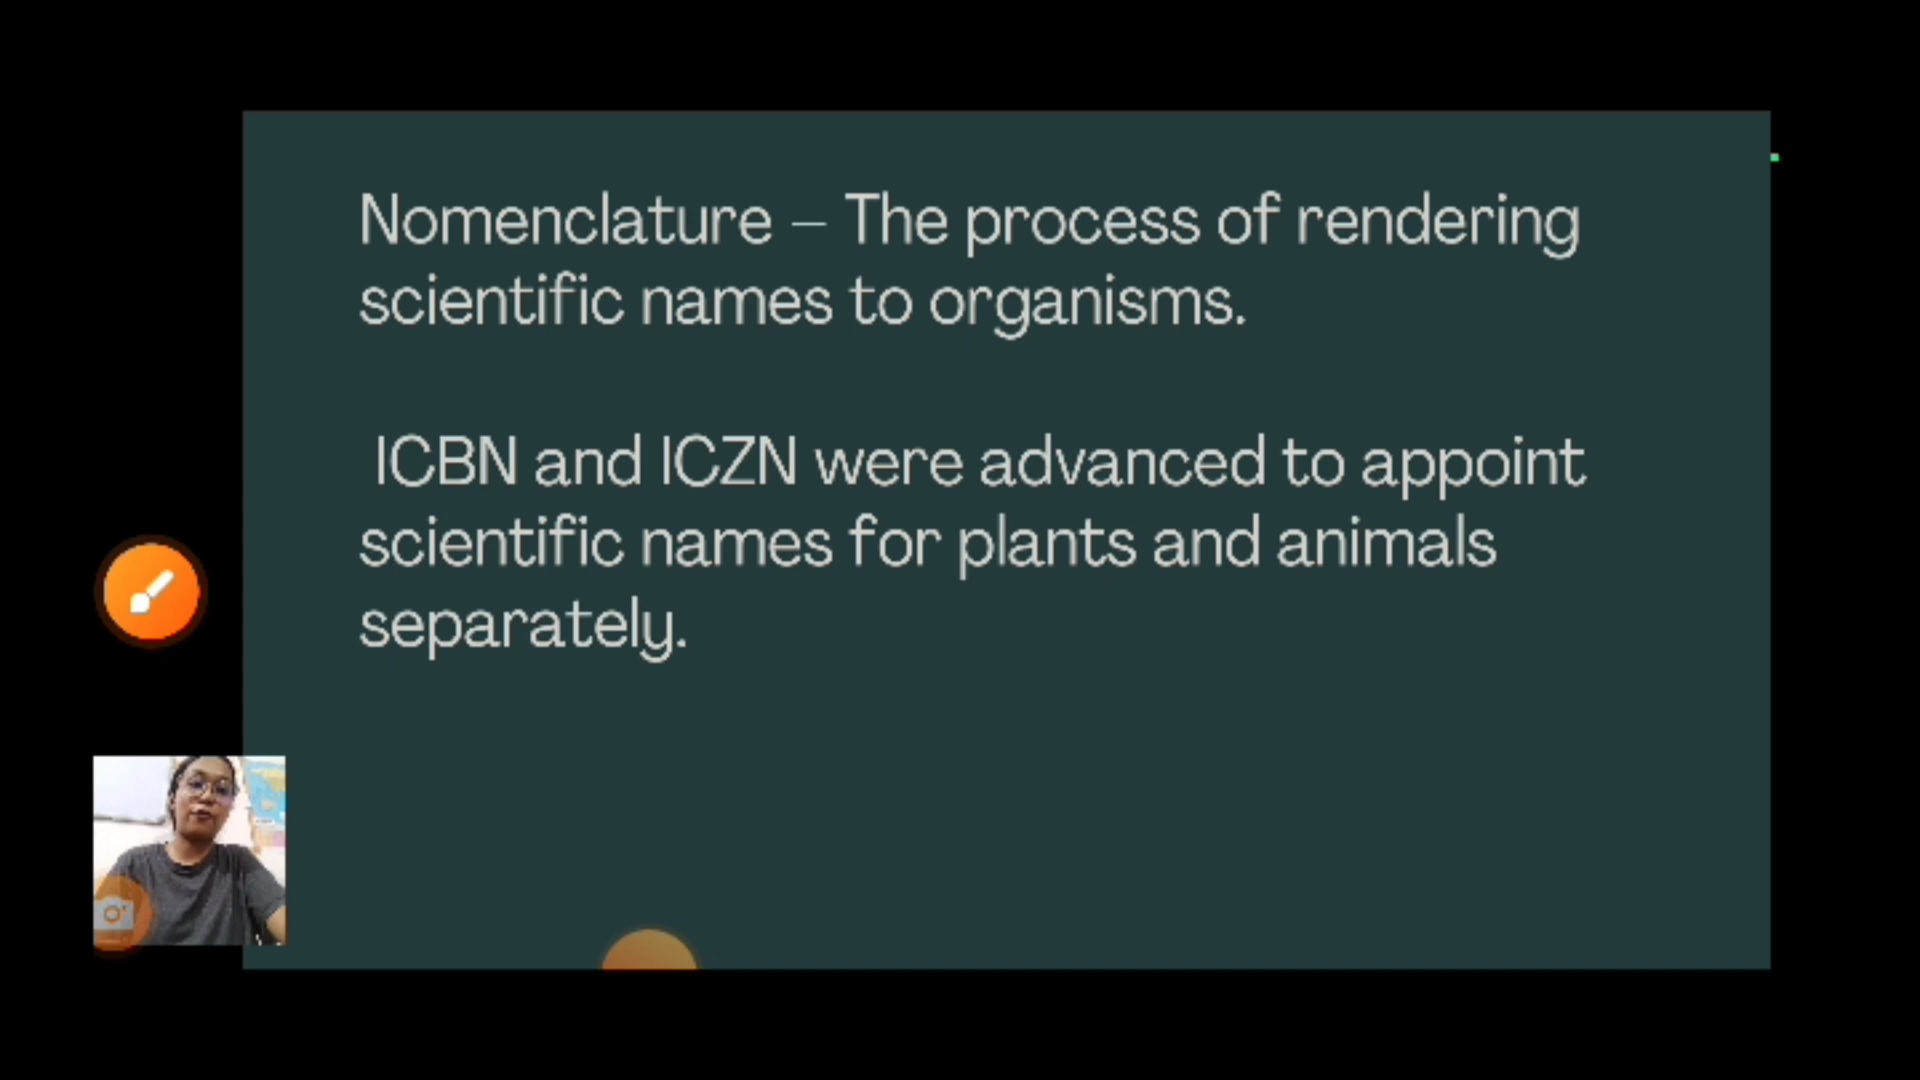 Nomenclature – The process of rendering
scientific names to organisms.
ICBN and ICZN were advanced to appoint
scientific names for plants and animals
separately.